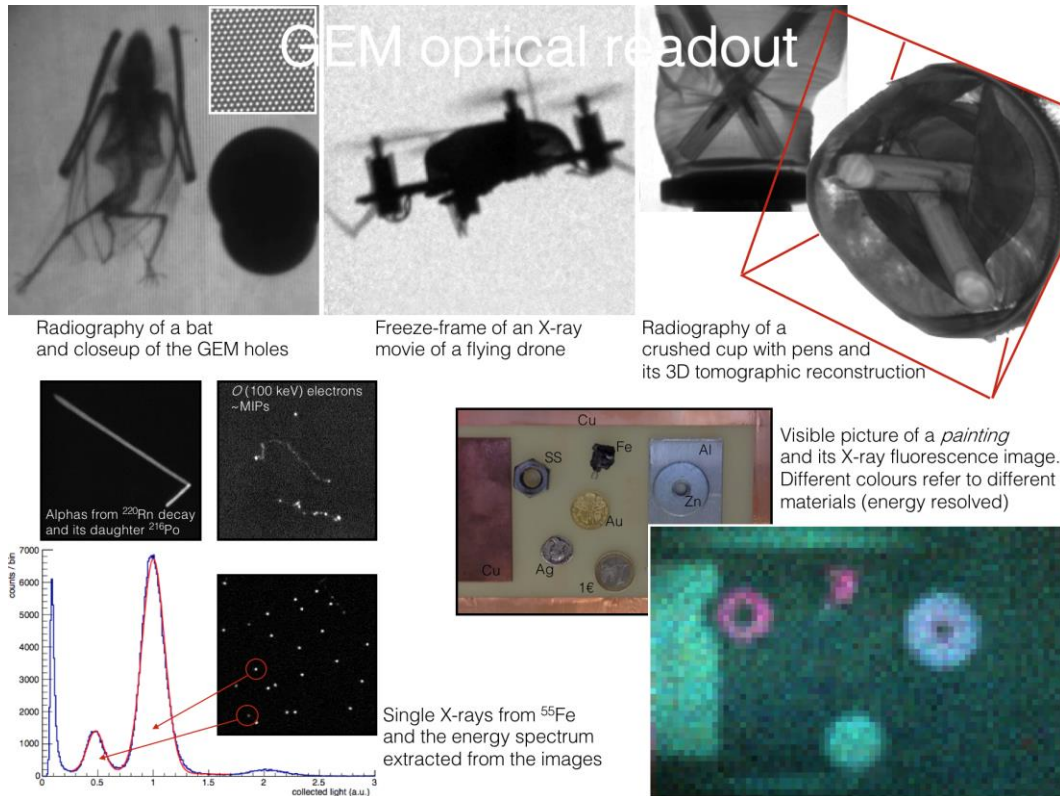 GEM optical readout
Radiography of a bat
and closeup of the GEM holes
Freeze-frame of an X-ray
movie of a flying drone
Radiography of a
crushed cup with pens and
its 3D tomographic reconstruction
O (100 keV) electrons
~MIPs
Alphas from ²²⁰Rn decay
and its daughter ²¹⁶Po
Cu
Fe
Al
SS
Zn
Au
Ag
Cu
1€
Visible picture of a painting
and its X-ray fluorescence image.
Different colours refer to different
materials (energy resolved)
counts / bin
7000
6000
5000
4000
3000
2000
1000
0
0 0.5 1 1.5 2 2.5 3
collected light (a.u.)
Single X-rays from ⁵⁵Fe
and the energy spectrum
extracted from the images